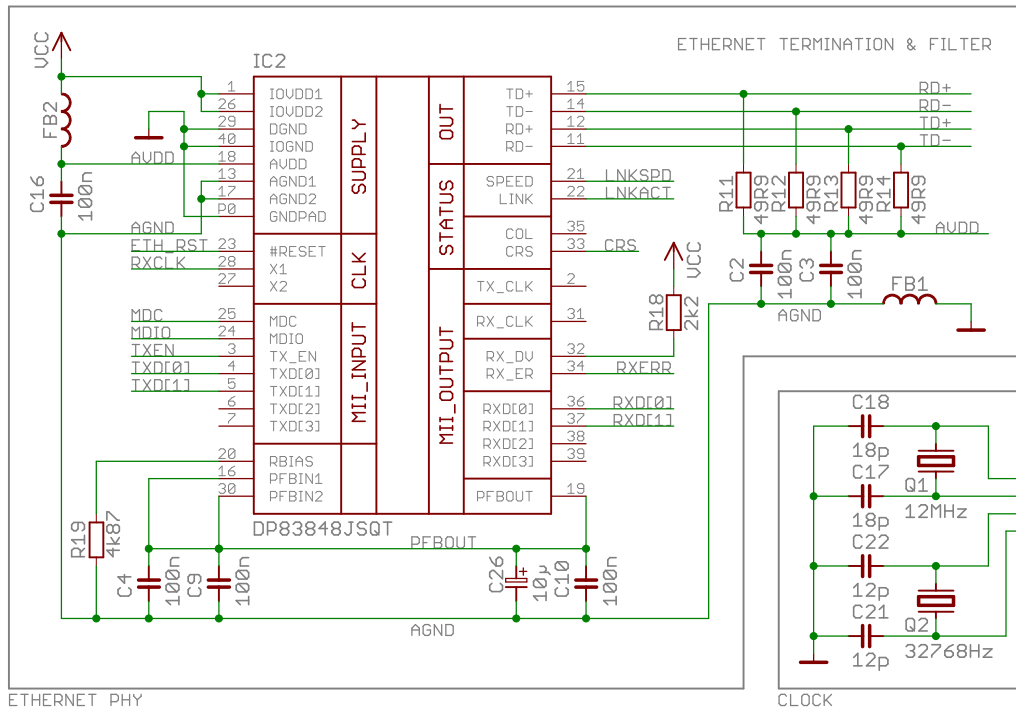 ETHERNET TERMINATION & FILTER
VCC
IC2
FB2
C16
100n
AVDD
AGND
ETH_RST
RXCLK
MDC
MDIO
TXEN
TXD[0]
TXD[1]
1 IOVDD1
26 IOVDD2
29 DGND
40 IOGND
18 AVDD
13 AGND1
17 AGND2
P0 GNDPAD
23 #RESET
28 X1
27 X2
25 MDC
24 MDIO
3 TX_EN
4 TXD[0]
5 TXD[1]
6 TXD[2]
7 TXD[3]
20 RBIAS
16 PFBIN1
30 PFBIN2
SUPPLY
CLK
MII_INPUT
OUT
STATUS
MII_OUTPUT
TD+ 15
TD- 14
RD+ 12
RD- 11
SPEED 21
LINK 22
COL 35
CRS 33
TX_CLK 2
RX_CLK 31
RX_DV 32
RX_ER 34
RXD[0] 36
RXD[1] 37
RXD[2] 38
RXD[3] 39
PFBOUT 19
DP83848JSQT
RD+
RD-
TD+
TD-
LNKSPD
LNKACT
CRS
RXERR
RXD[0]
RXD[1]
R11
49R9
R12
49R9
R13
49R9
R14
49R9
AVDD
C2
100n
C3
100n
AGND
FB1
VCC
R18
2k2
R19
4k87
C4
100n
C9
100n
PFBOUT
C26
10µ
+
C10
100n
AGND
C18
18p
C17
18p
C22
12p
C21
12p
Q1
12MHz
Q2
32768Hz
ETHERNET PHY
CLOCK